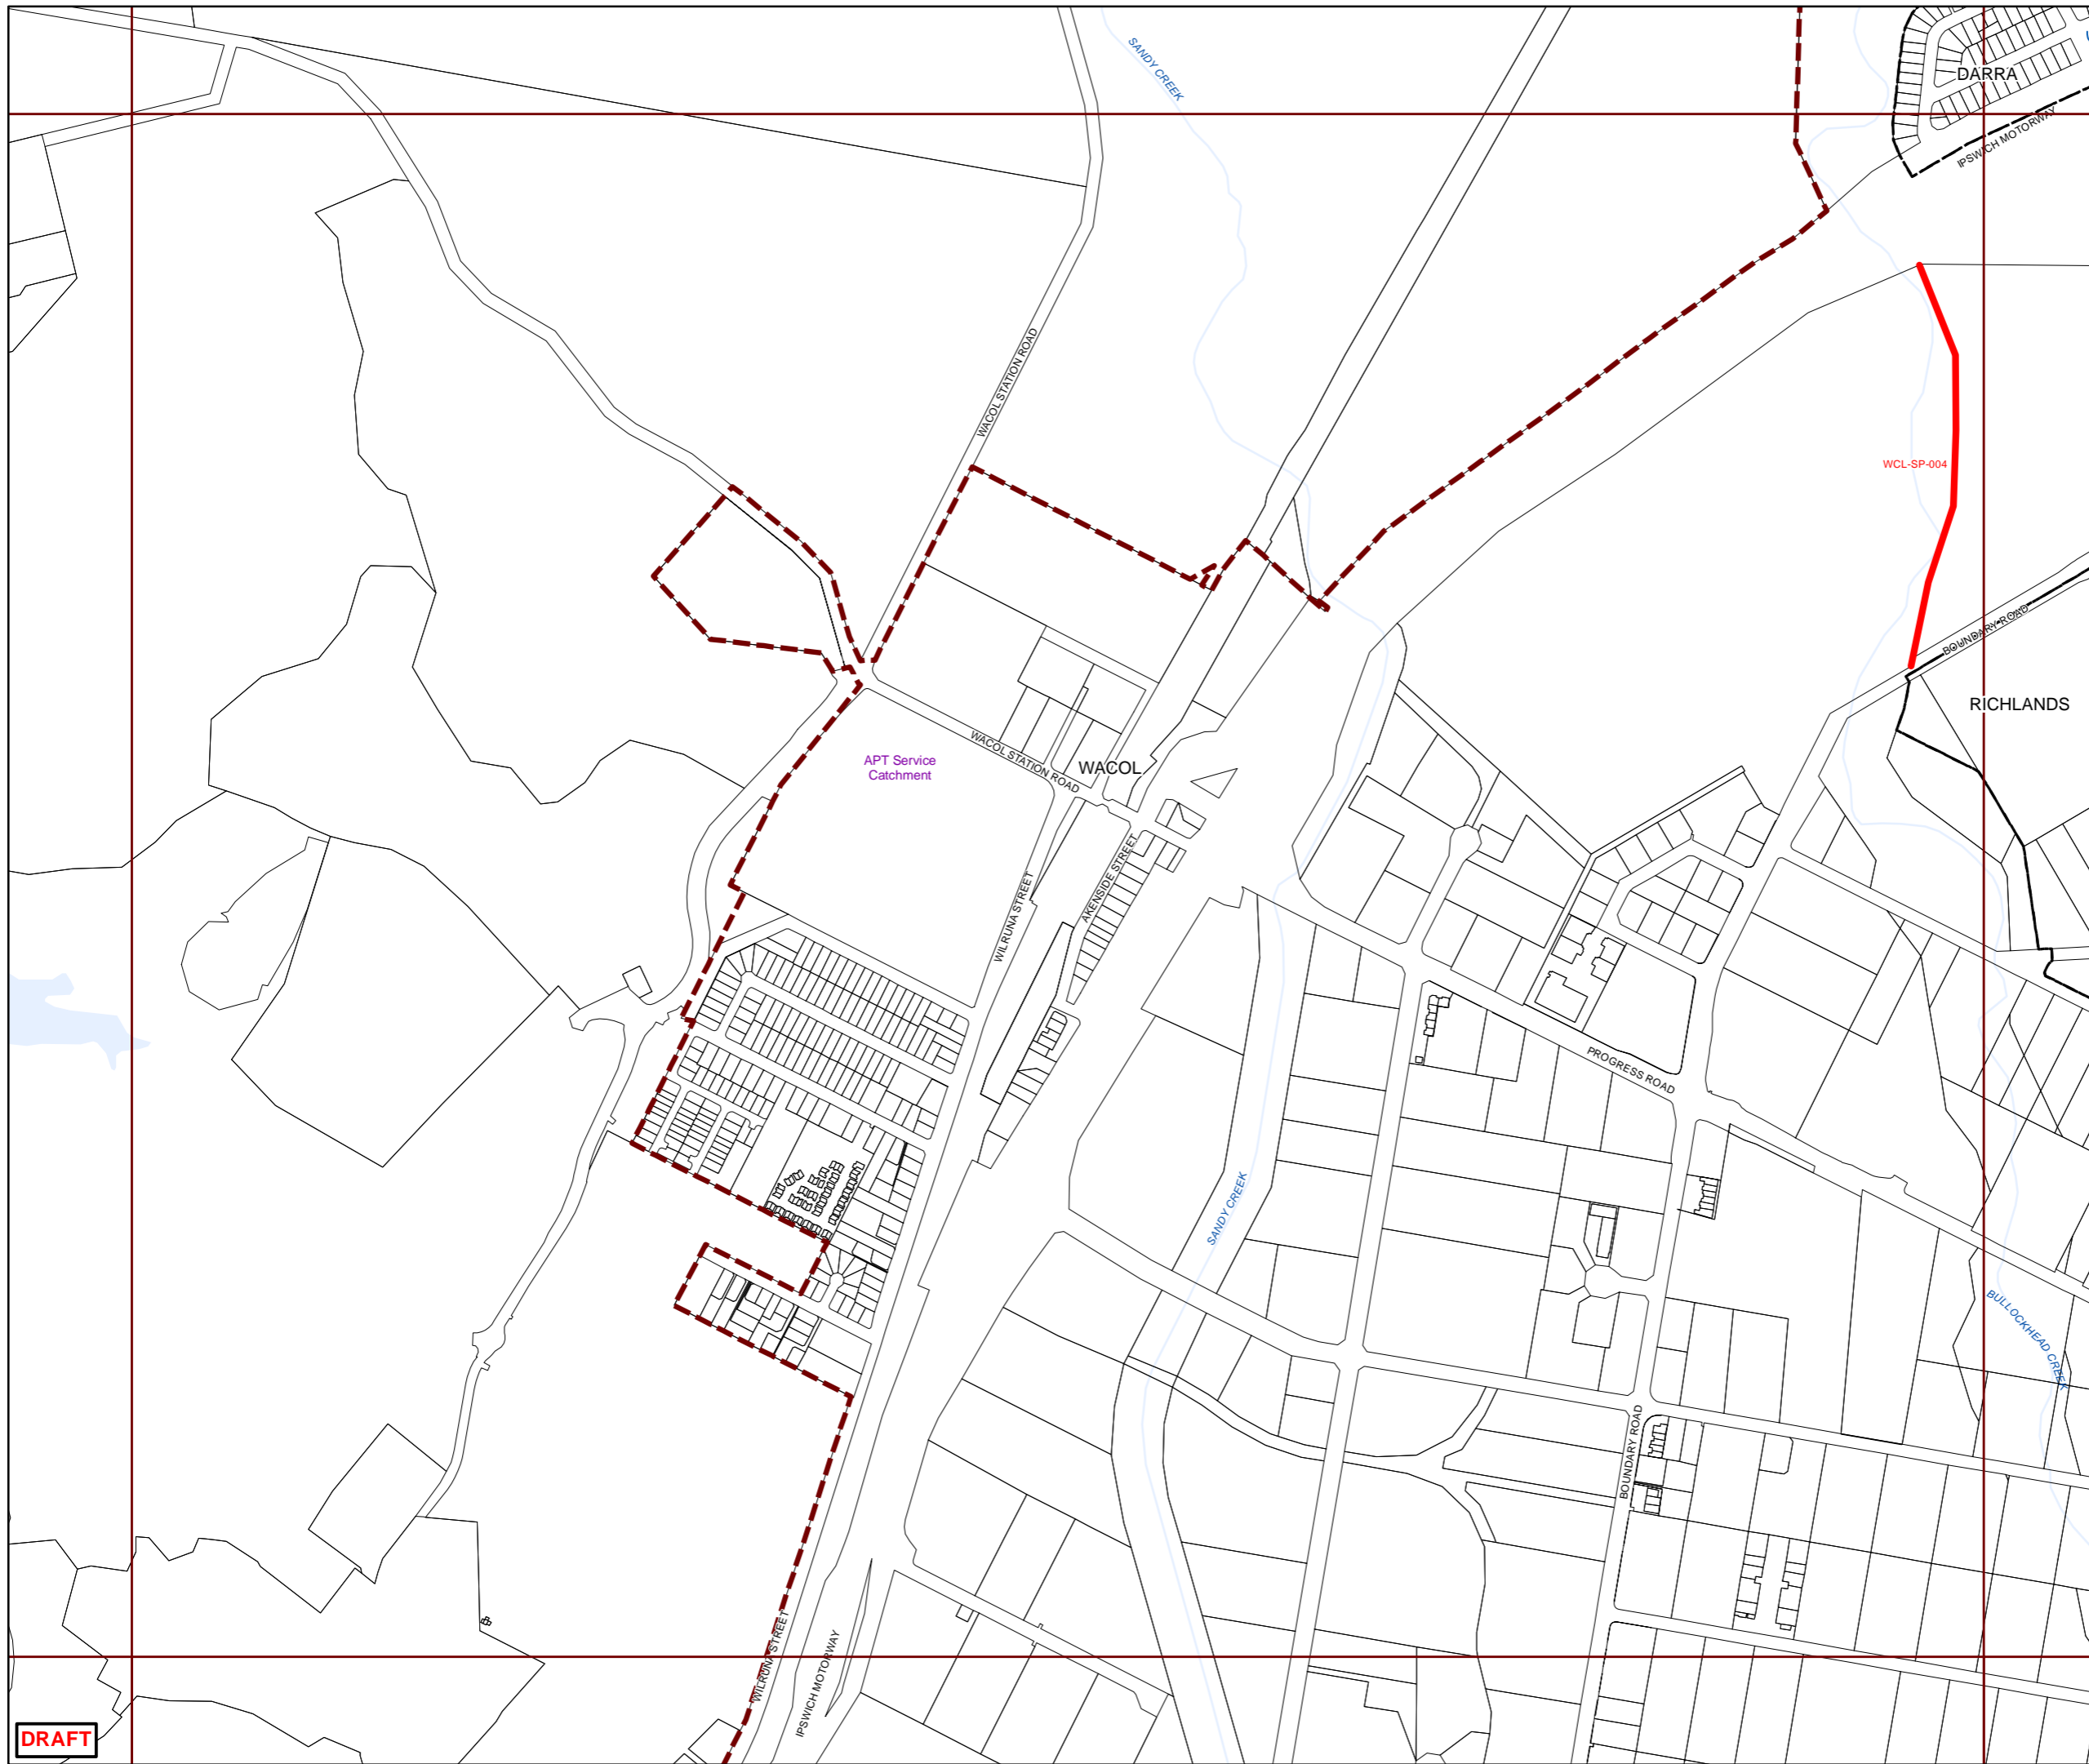 SANDY CREEK
DARRA
IPSWICH MOTORWAY
WACOL STATION ROAD
WCL-SP-004
BOUNDARY ROAD
RICHLANDS
WACOL STATION ROAD
APT Service
Catchment
WACOL
AKENSIDE STREET
WILRUNA STREET
PROGRESS ROAD
SANDY CREEK
BULLOCKHEAD CREEK
BOUNDARY ROAD
WILRUNA STREET
IPSWICH MOTORWAY
DRAFT